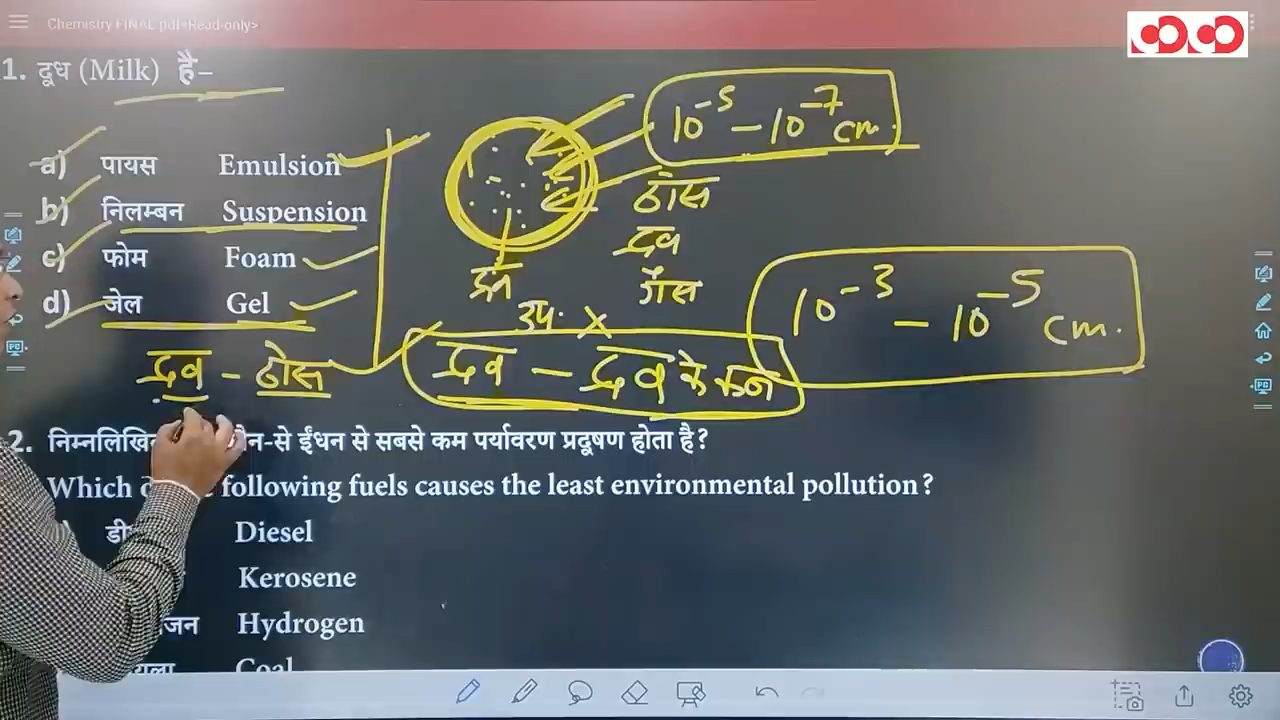 Chemistry FINAL.pdf<Read-only>
1. दूध (Milk) है–
a) पायस Emulsion
b) निलम्बन Suspension
c) फोम Foam
d) जेल Gel
10⁻⁵ – 10⁻⁷ cm.
ठोस
द्रव
गैस
10⁻³ – 10⁻⁵ cm.
द्रव – ठोस
द्रव – द्रव के कन
2. से ईंधन से सबसे कम पर्यावरण प्रदूषण होता है?
Which following fuels causes the least environmental pollution?
Diesel
Kerosene
Hydrogen
Coal